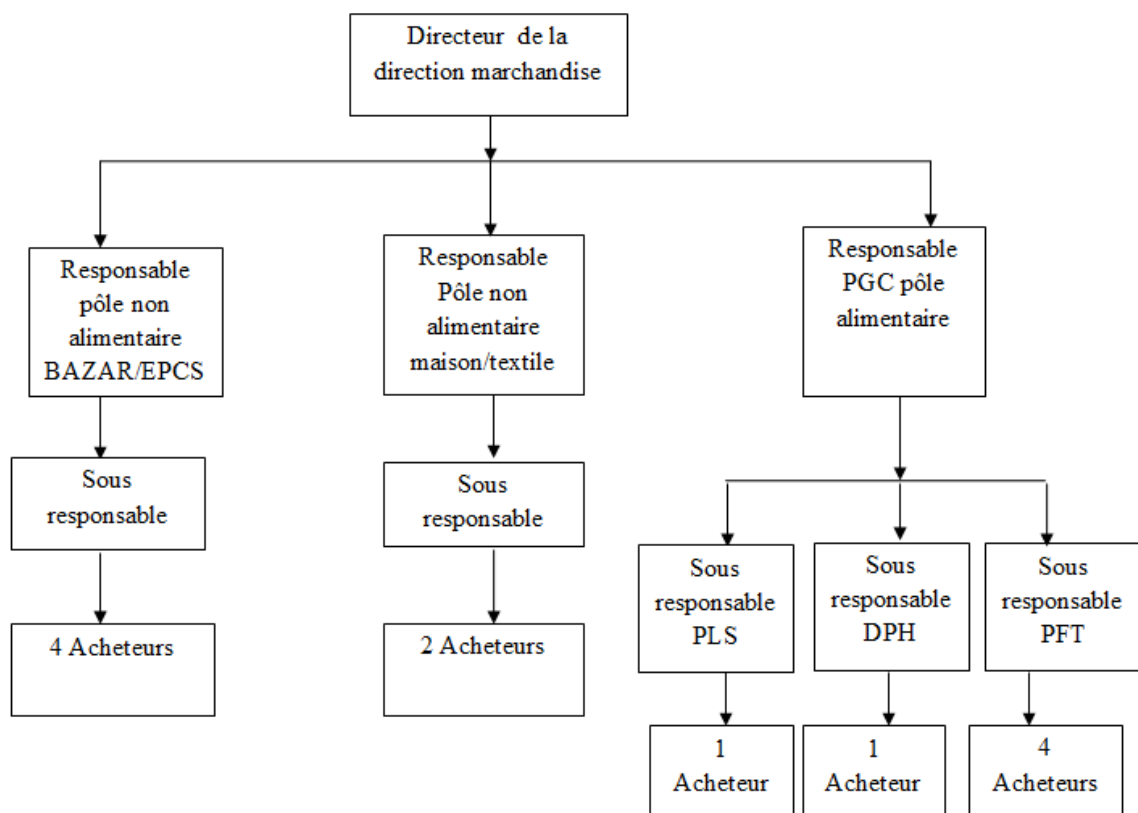 Directeur de la
direction marchandise
Responsable
pôle non
alimentaire
BAZAR/EPCS
Responsable
Pôle non
alimentaire
maison/textile
Responsable
PGC pôle
alimentaire
Sous
responsable
Sous
responsable
Sous
responsable
PLS
Sous
responsable
DPH
Sous
responsable
PFT
4 Acheteurs
2 Acheteurs
1
Acheteur
1
Acheteur
4
Acheteurs